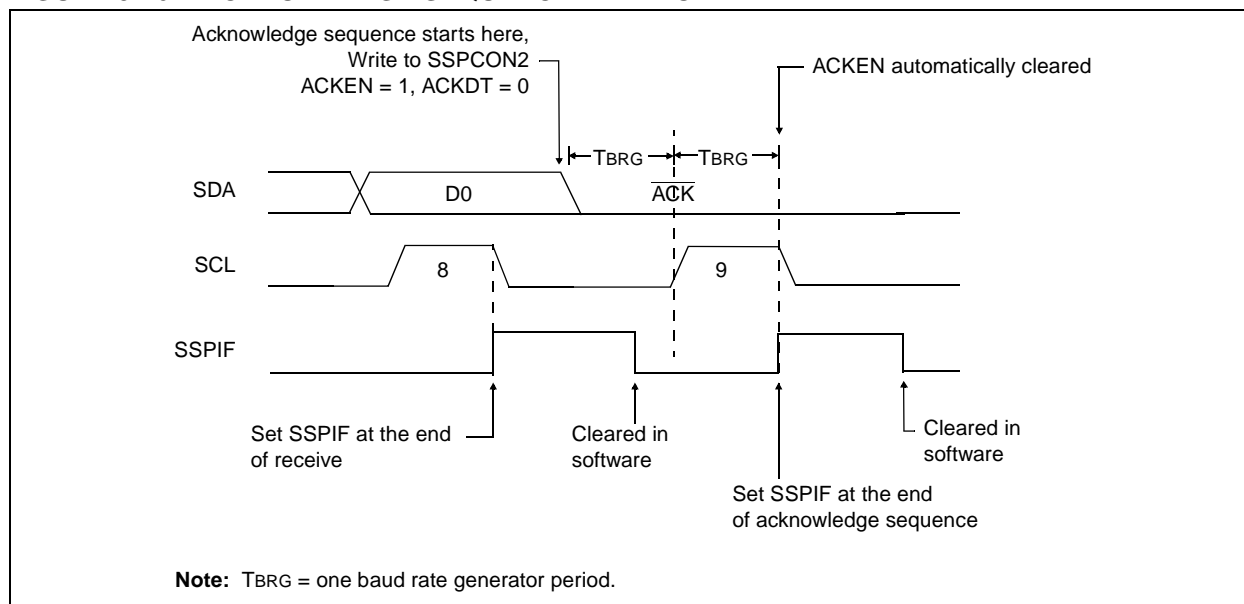 Acknowledge sequence starts here,
Write to SSPCON2
ACKEN = 1, ACKDT = 0
ACKEN automatically cleared
TBRG
TBRG
SDA
D0
ACK
SCL
8
9
SSPIF
Set SSPIF at the end
of receive
Cleared in
software
Cleared in
software
Set SSPIF at the end
of acknowledge sequence
Note: TBRG = one baud rate generator period.